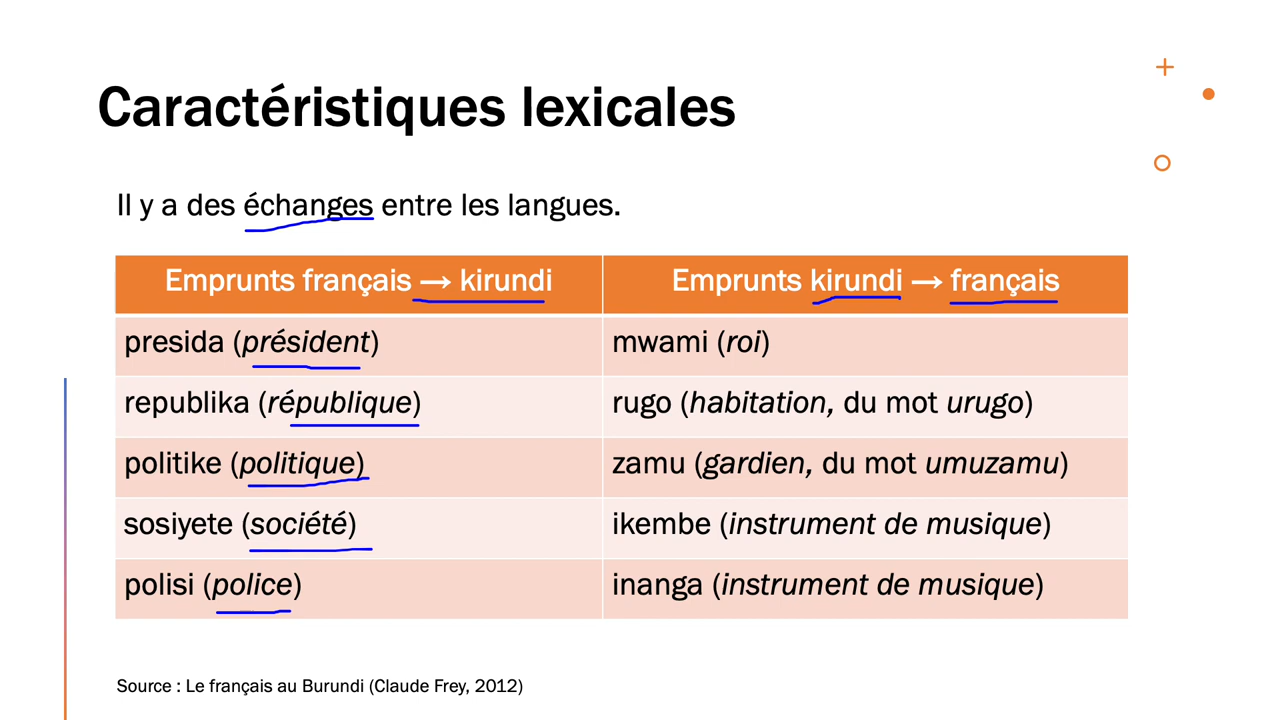 Caractéristiques lexicales
Il y a des échanges entre les langues.
Emprunts français → kirundi
Emprunts kirundi → français
presida (président)
mwami (roi)
republika (république)
rugo (habitation, du mot urugo)
politike (politique)
zamu (gardien, du mot umuzamu)
sosiyete (société)
ikembe (instrument de musique)
polisi (police)
inanga (instrument de musique)
Source : Le français au Burundi (Claude Frey, 2012)